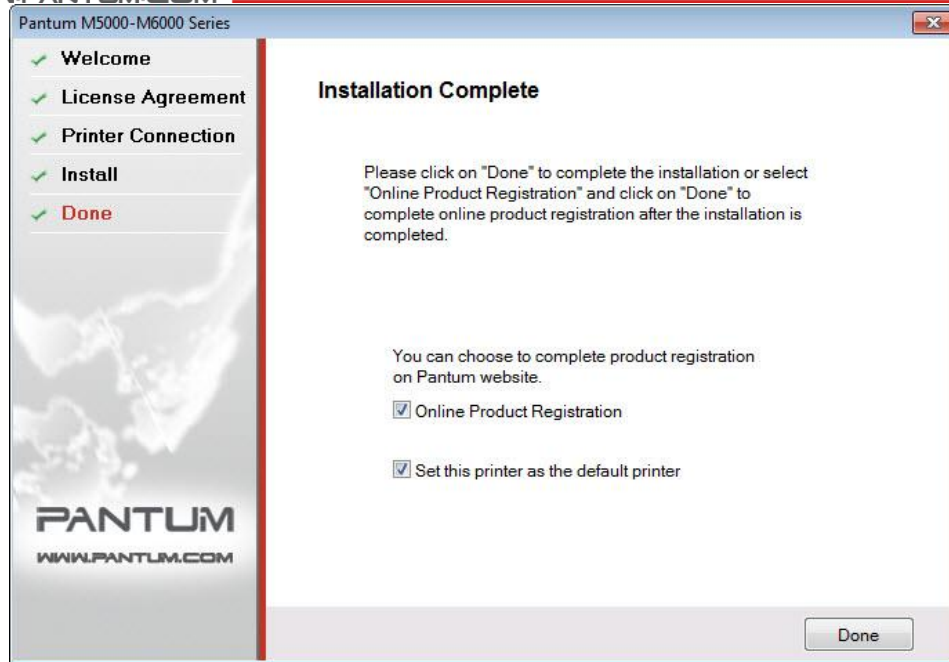 Pantum M5000-M6000 Series
Welcome
License Agreement
Printer Connection
Install
Done
PANTUM
WWW.PANTUM.COM
Installation Complete
Please click on "Done" to complete the installation or select
"Online Product Registration" and click on "Done" to
complete online product registration after the installation is
completed.
You can choose to complete product registration
on Pantum website.
Online Product Registration
Set this printer as the default printer
Done